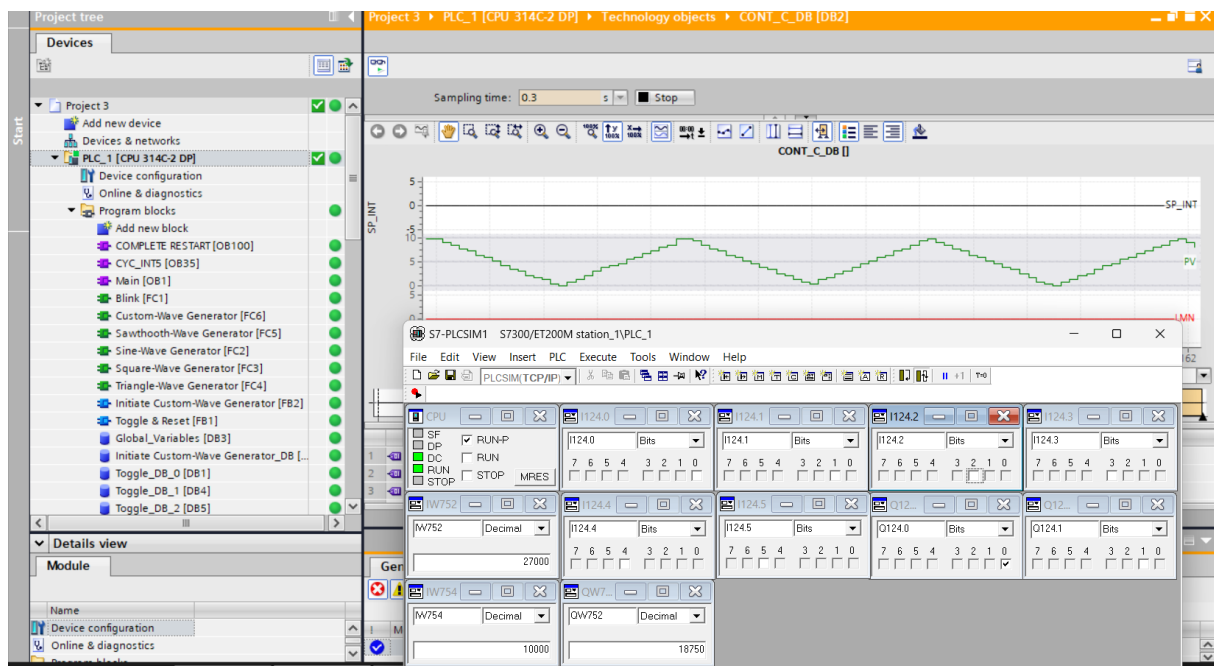 Project tree
Project 3 ▸ PLC_1 [CPU 314C-2 DP] ▸ Technology objects ▸ CONT_C_DB [DB2]
Devices
Start
Sampling time: 0.3 s Stop
Project 3
Add new device
Devices & networks
PLC_1 [CPU 314C-2 DP]
Device configuration
Online & diagnostics
Program blocks
Add new block
COMPLETE RESTART [OB100]
CYC_INT5 [OB35]
Main [OB1]
Blink [FC1]
Custom-Wave Generator [FC6]
Sawthooth-Wave Generator [FC5]
Sine-Wave Generator [FC2]
Square-Wave Generator [FC3]
Triangle-Wave Generator [FC4]
Initiate Custom-Wave Generator [FB2]
Toggle & Reset [FB1]
Global_Variables [DB3]
Initiate Custom-Wave Generator_DB [...
Toggle_DB_0 [DB1]
Toggle_DB_1 [DB4]
Toggle_DB_2 [DB5]
Details view
Module
Name
Device configuration
Online & diagnostics
CONT_C_DB []
SP_INT
5
0
-5
SP_INT
10
5
0
PV
5
LMN
162
1
2
3
Gen
S7-PLCSIM1 S7300/ET200M station_1\PLC_1
File Edit View Insert PLC Execute Tools Window Help
PLCSIM(TCP/IP) +1 T=0
CPU
SF
DP
DC
RUN
STOP
RUN-P
RUN
STOP
MRES
I124.0
I124.0 Bits
7 6 5 4 3 2 1 0
I124.1
I124.1 Bits
7 6 5 4 3 2 1 0
I124.2
I124.2 Bits
7 6 5 4 3 2 1 0
I124.3
I124.3 Bits
7 6 5 4 3 2 1 0
IW752
IW752 Decimal
27000
I124.4
I124.4 Bits
7 6 5 4 3 2 1 0
I124.5
I124.5 Bits
7 6 5 4 3 2 1 0
Q12...
Q124.0 Bits
7 6 5 4 3 2 1 0
Q12...
Q124.1 Bits
7 6 5 4 3 2 1 0
IW754
IW754 Decimal
10000
QW7...
QW752 Decimal
18750